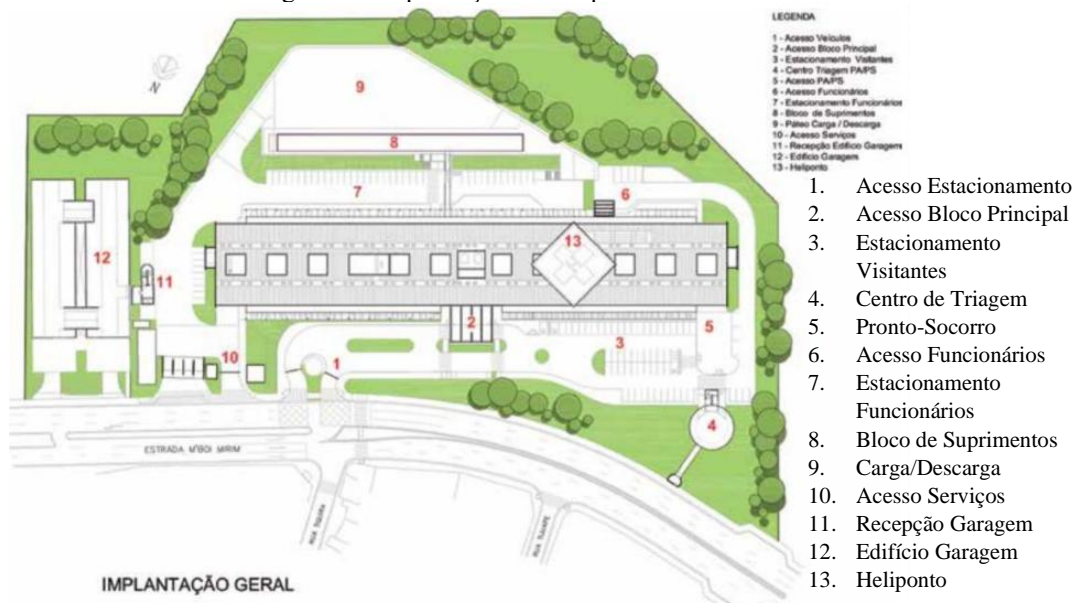 LEGENDA
1 - Acesso Veículos
2 - Acesso Bloco Principal
3 - Estacionamento Visitantes
4 - Centro Triagem PA/PS
5 - Acesso PA/PS
6 - Acesso Funcionários
7 - Estacionamento Funcionários
8 - Bloco de Suprimentos
9 - Páteo Carga / Descarga
10 - Acesso Serviços
11 - Recepção Edifício Garagem
12 - Edifício Garagem
13 - Heliponto
N
9
8
7
6
13
12
11
2
5
3
10
1
4
ESTRADA M'BOI MIRIM
IMPLANTAÇÃO GERAL
1. Acesso Estacionamento
2. Acesso Bloco Principal
3. Estacionamento
Visitantes
4. Centro de Triagem
5. Pronto-Socorro
6. Acesso Funcionários
7. Estacionamento
Funcionários
8. Bloco de Suprimentos
9. Carga/Descarga
10. Acesso Serviços
11. Recepção Garagem
12. Edifício Garagem
13. Heliponto